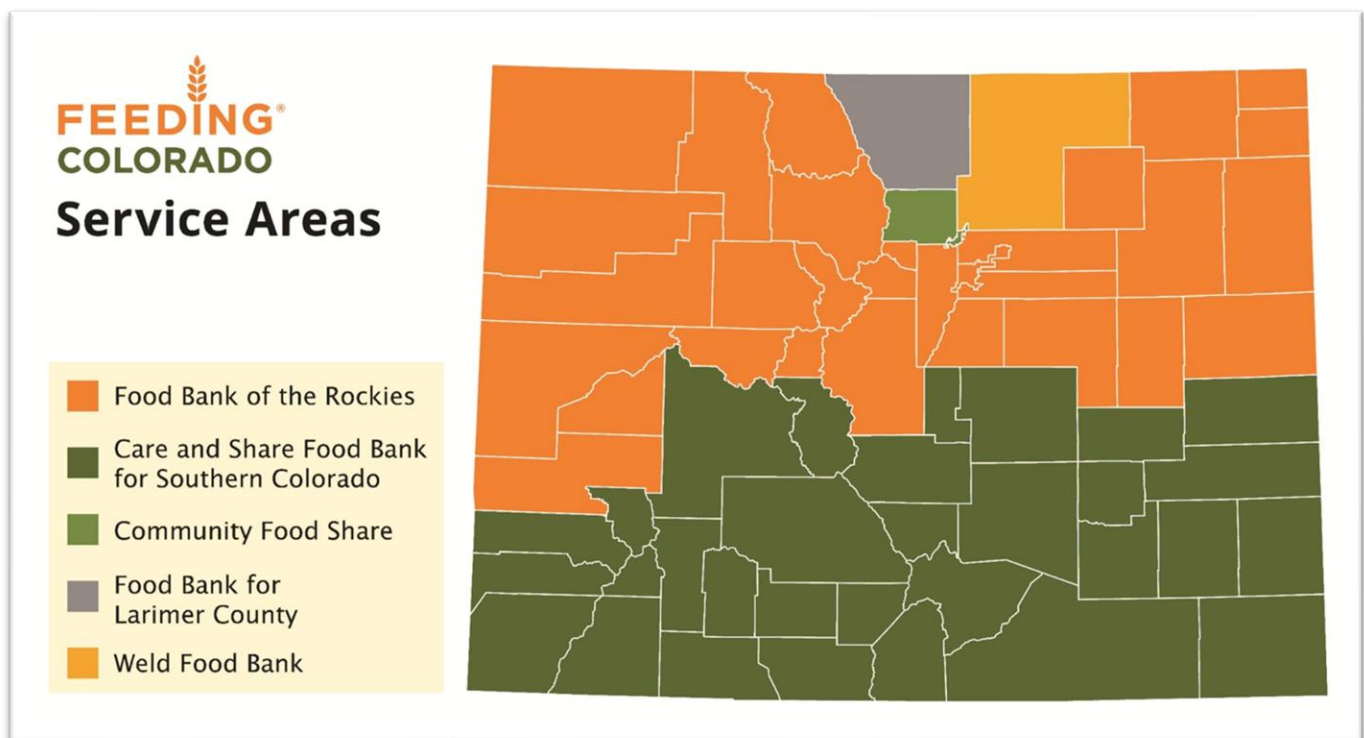 FEEDING®
COLORADO
Service Areas
Food Bank of the Rockies
Care and Share Food Bank
for Southern Colorado
Community Food Share
Food Bank for
Larimer County
Weld Food Bank